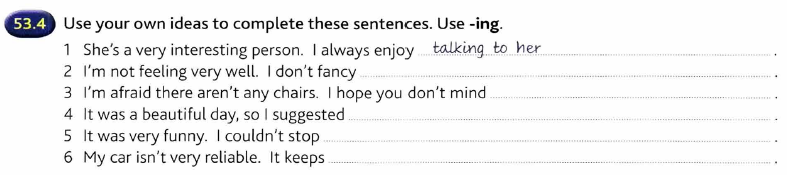 53.4 Use your own ideas to complete these sentences. Use -ing.
1 She's a very interesting person. I always enjoy talking to her .
2 I'm not feeling very well. I don't fancy .
3 I'm afraid there aren't any chairs. I hope you don't mind .
4 It was a beautiful day, so I suggested .
5 It was very funny. I couldn't stop .
6 My car isn't very reliable. It keeps .